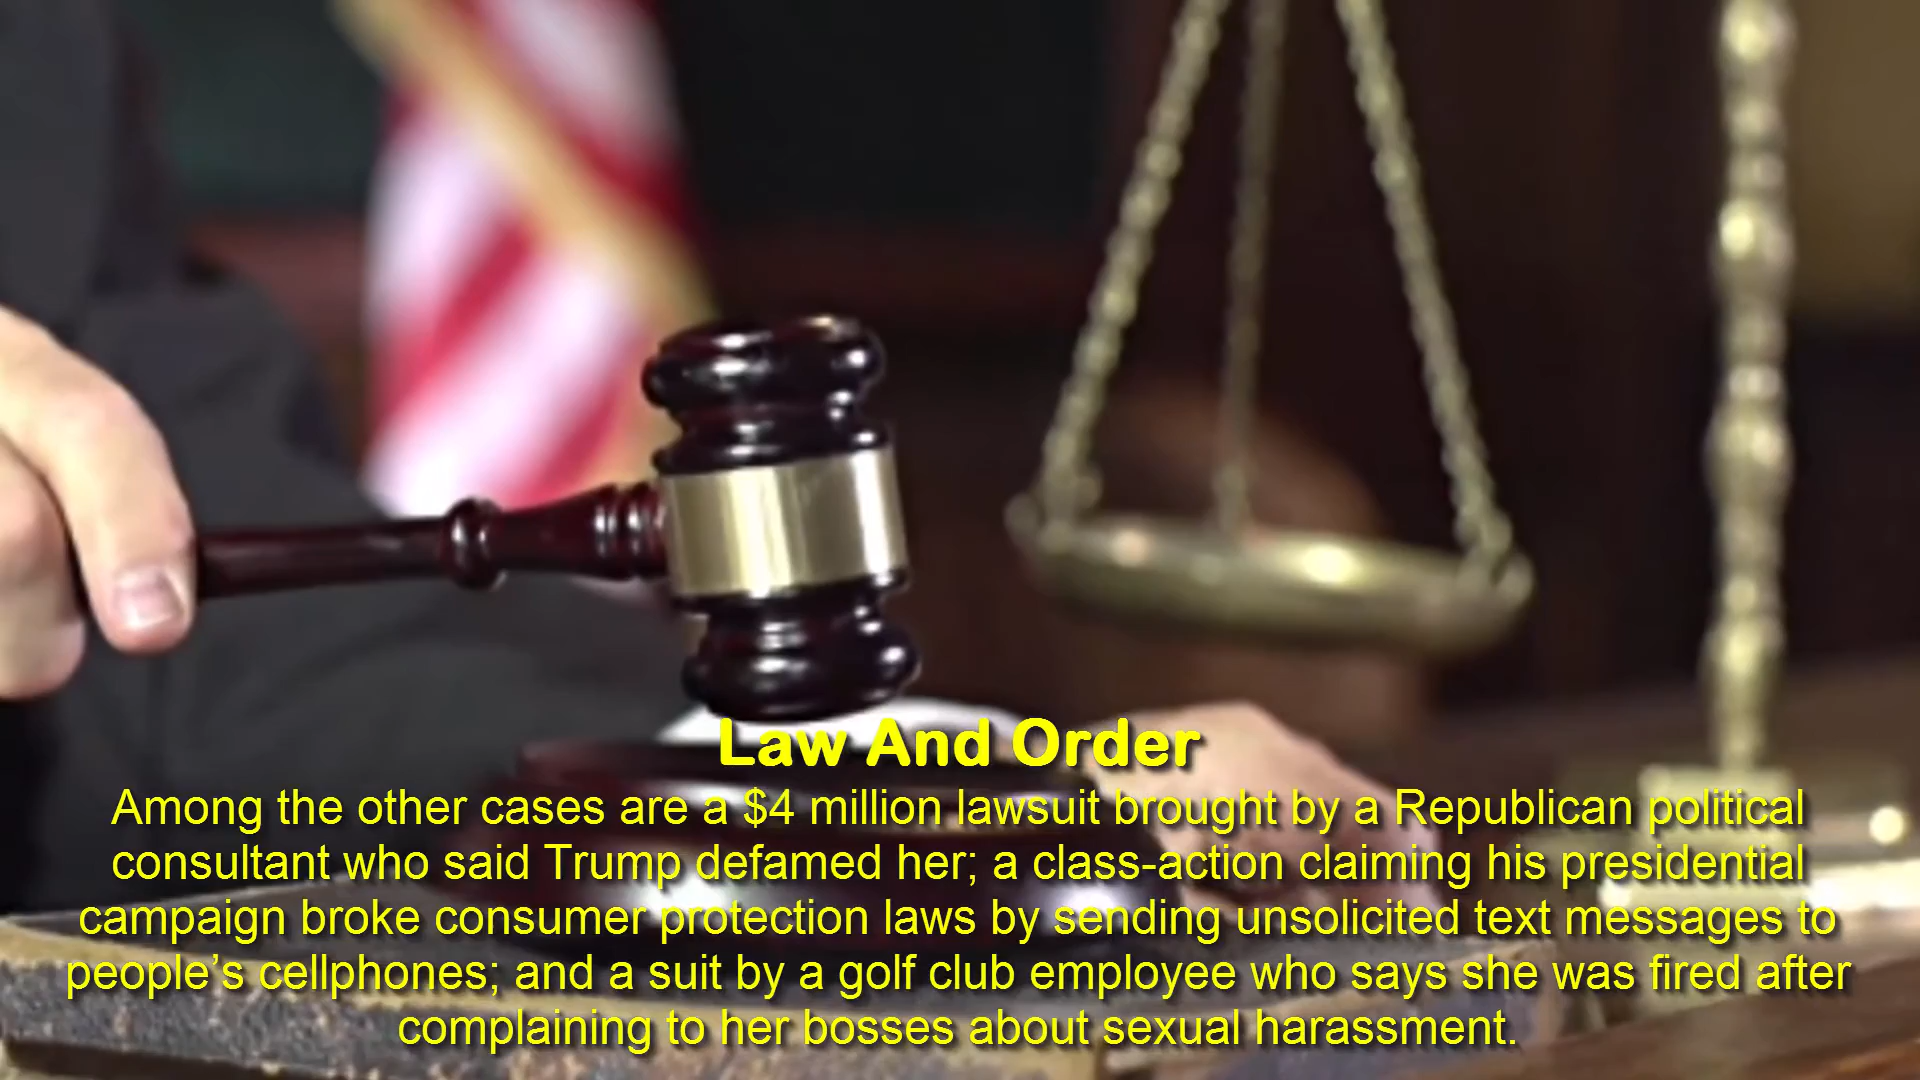 Law And Order
Among the other cases are a $4 million lawsuit brought by a Republican political
consultant who said Trump defamed her; a class-action claiming his presidential
campaign broke consumer protection laws by sending unsolicited text messages to
people’s cellphones; and a suit by a golf club employee who says she was fired after
complaining to her bosses about sexual harassment.